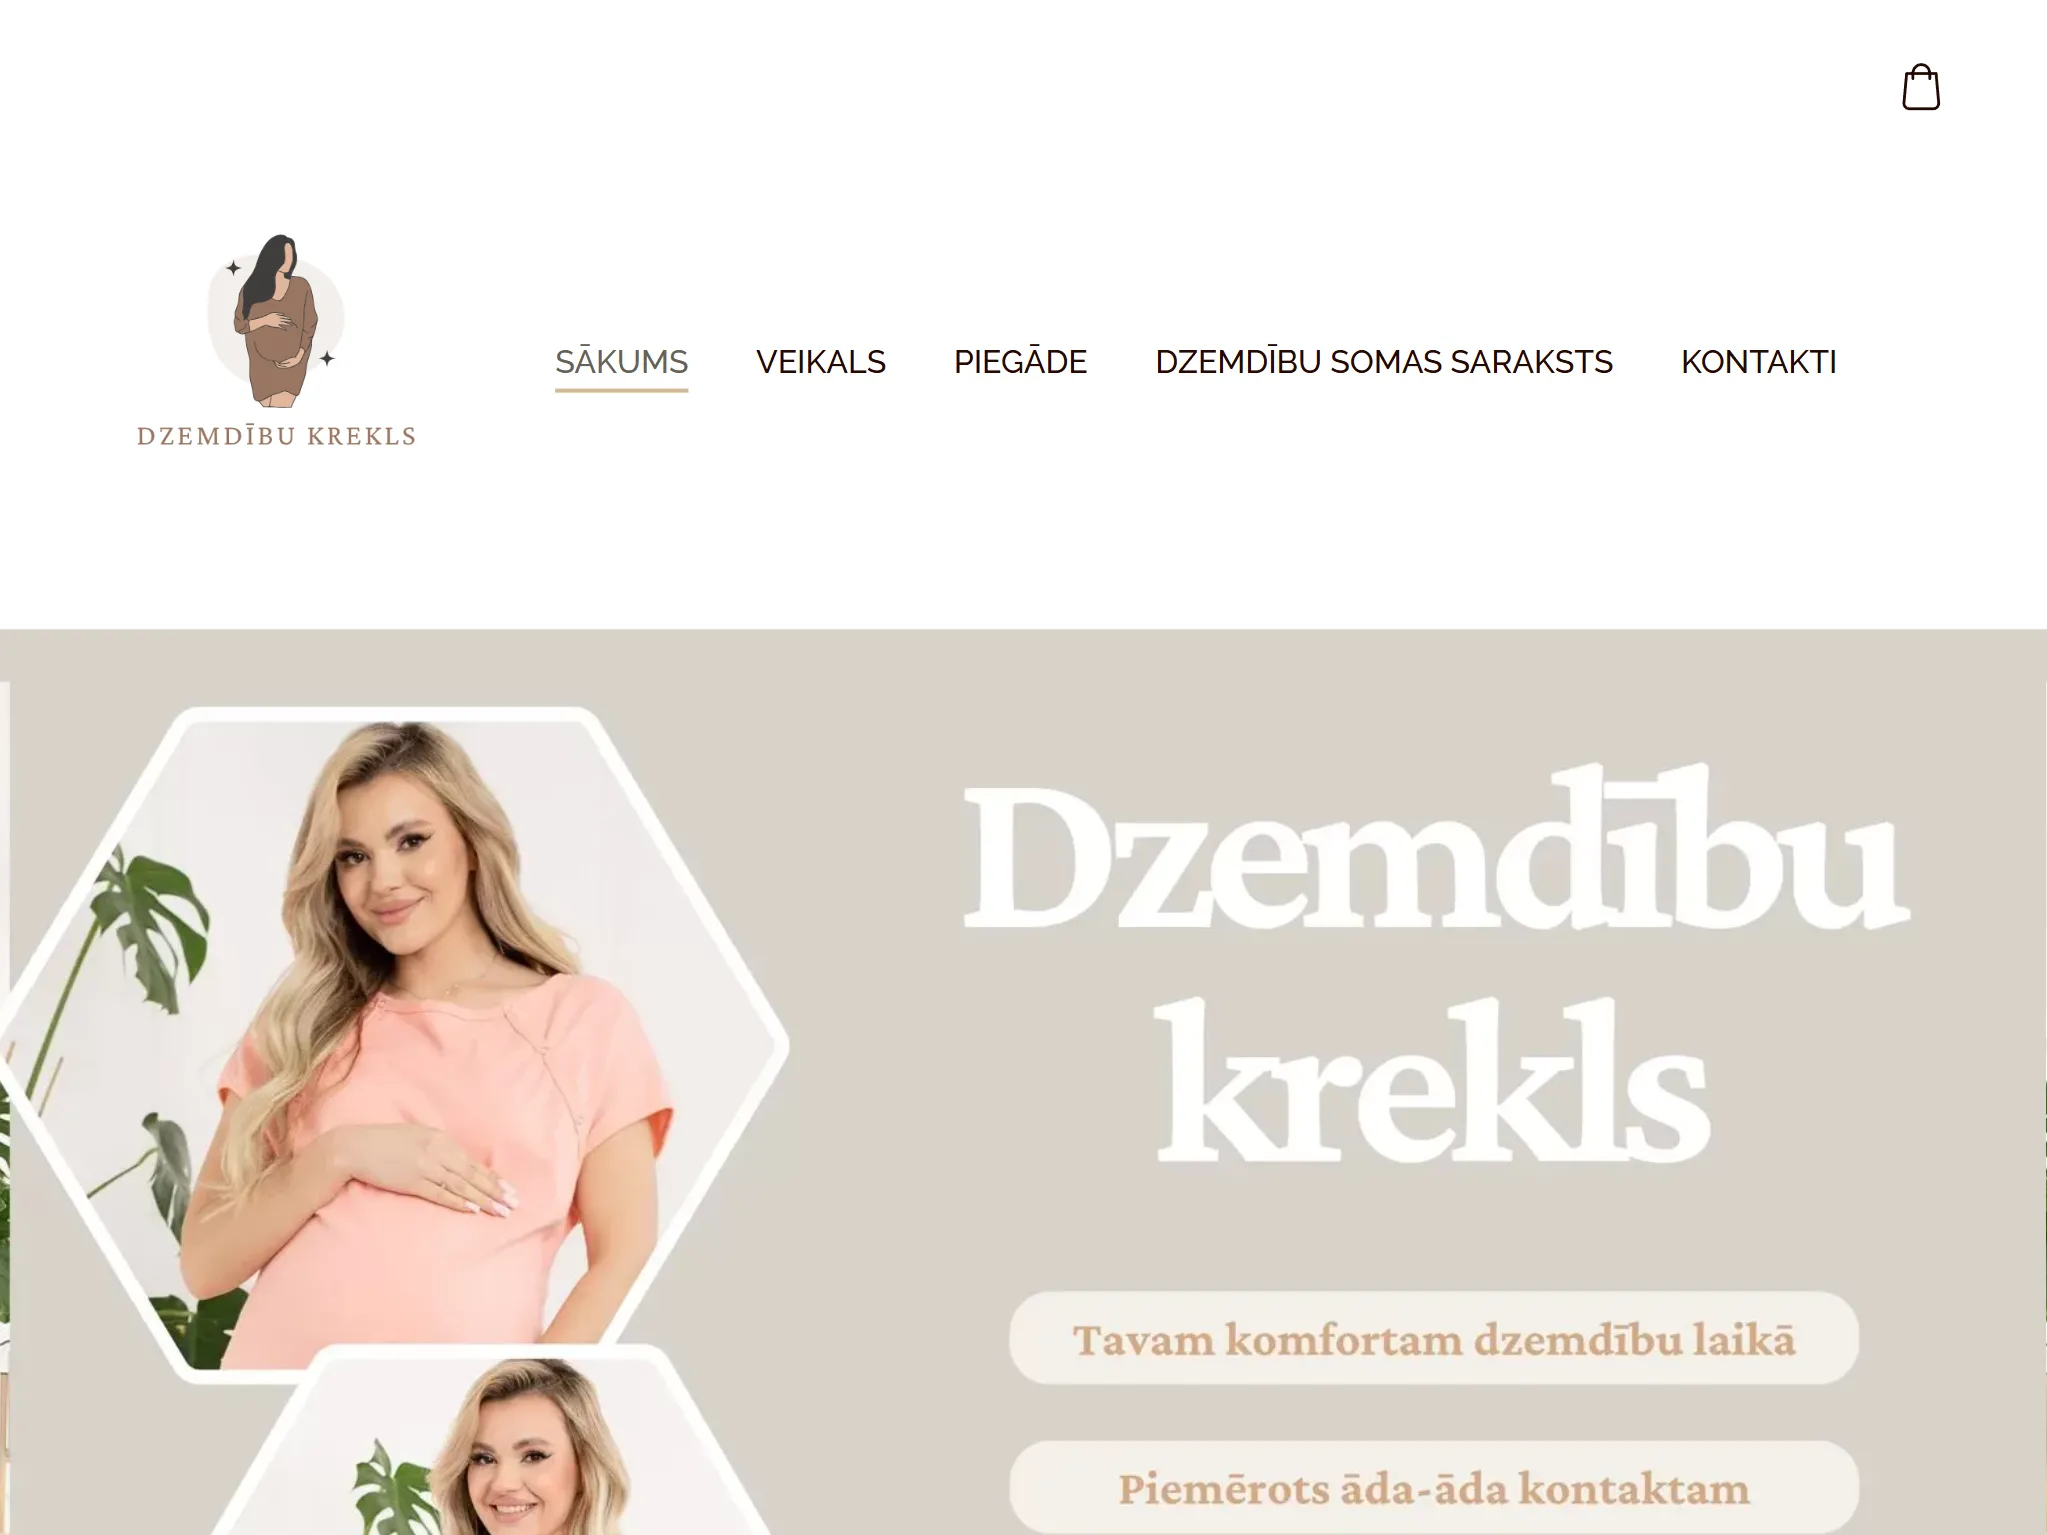 DZEMDĪBU KREKLS
SĀKUMS
VEIKALS
PIEGĀDE
DZEMDĪBU SOMAS SARAKSTS
KONTAKTI
Dzemdību
krekls
Tavam komfortam dzemdību laikā
Piemērots āda-āda kontaktam